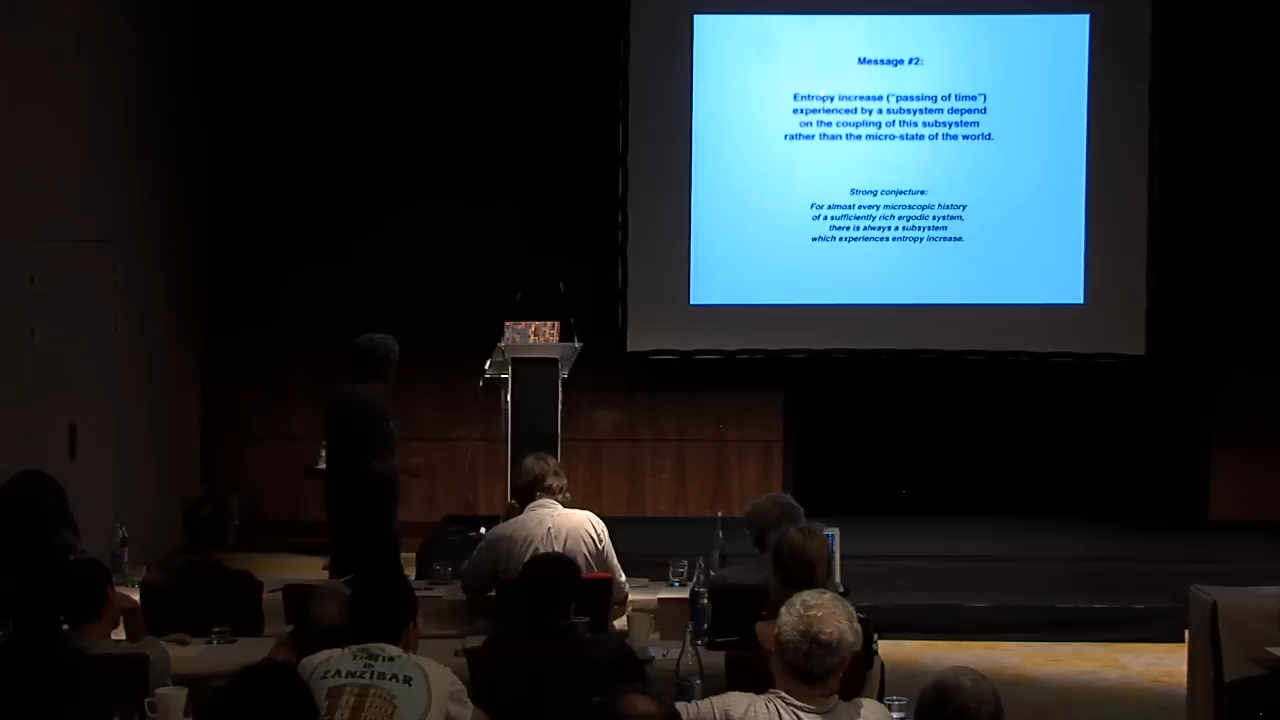 Message #2:
Entropy increase ("passing of time")
experienced by a subsystem depend
on the coupling of this subsystem
rather than the micro-state of the world.
Strong conjecture:
For almost every microscopic history
of a sufficiently rich ergodic system,
there is always a subsystem
which experiences entropy increase.
TINTIN
in
ZANZIBAR